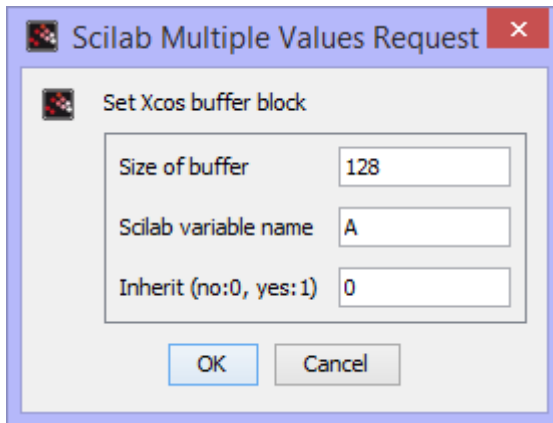 Scilab Multiple Values Request
Set Xcos buffer block
Size of buffer 128
Scilab variable name A
Inherit (no:0, yes:1) 0
OK Cancel